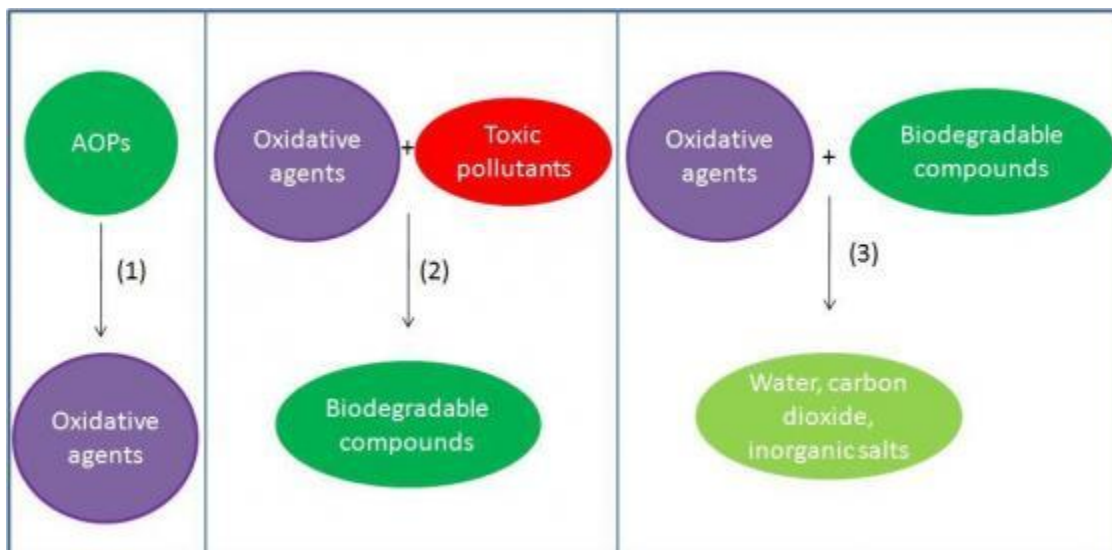 AOPs
(1)
Oxidative
agents
Oxidative
agents
+
Toxic
pollutants
(2)
Biodegradable
compounds
Oxidative
agents
+
Biodegradable
compounds
(3)
Water, carbon
dioxide,
inorganic salts